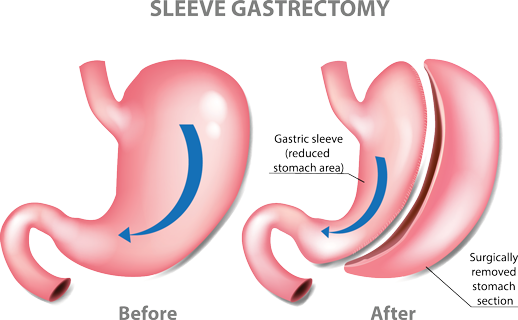 SLEEVE GASTRECTOMY
Gastric sleeve
(reduced
stomach area)
Surgically
removed
stomach
section
Before
After